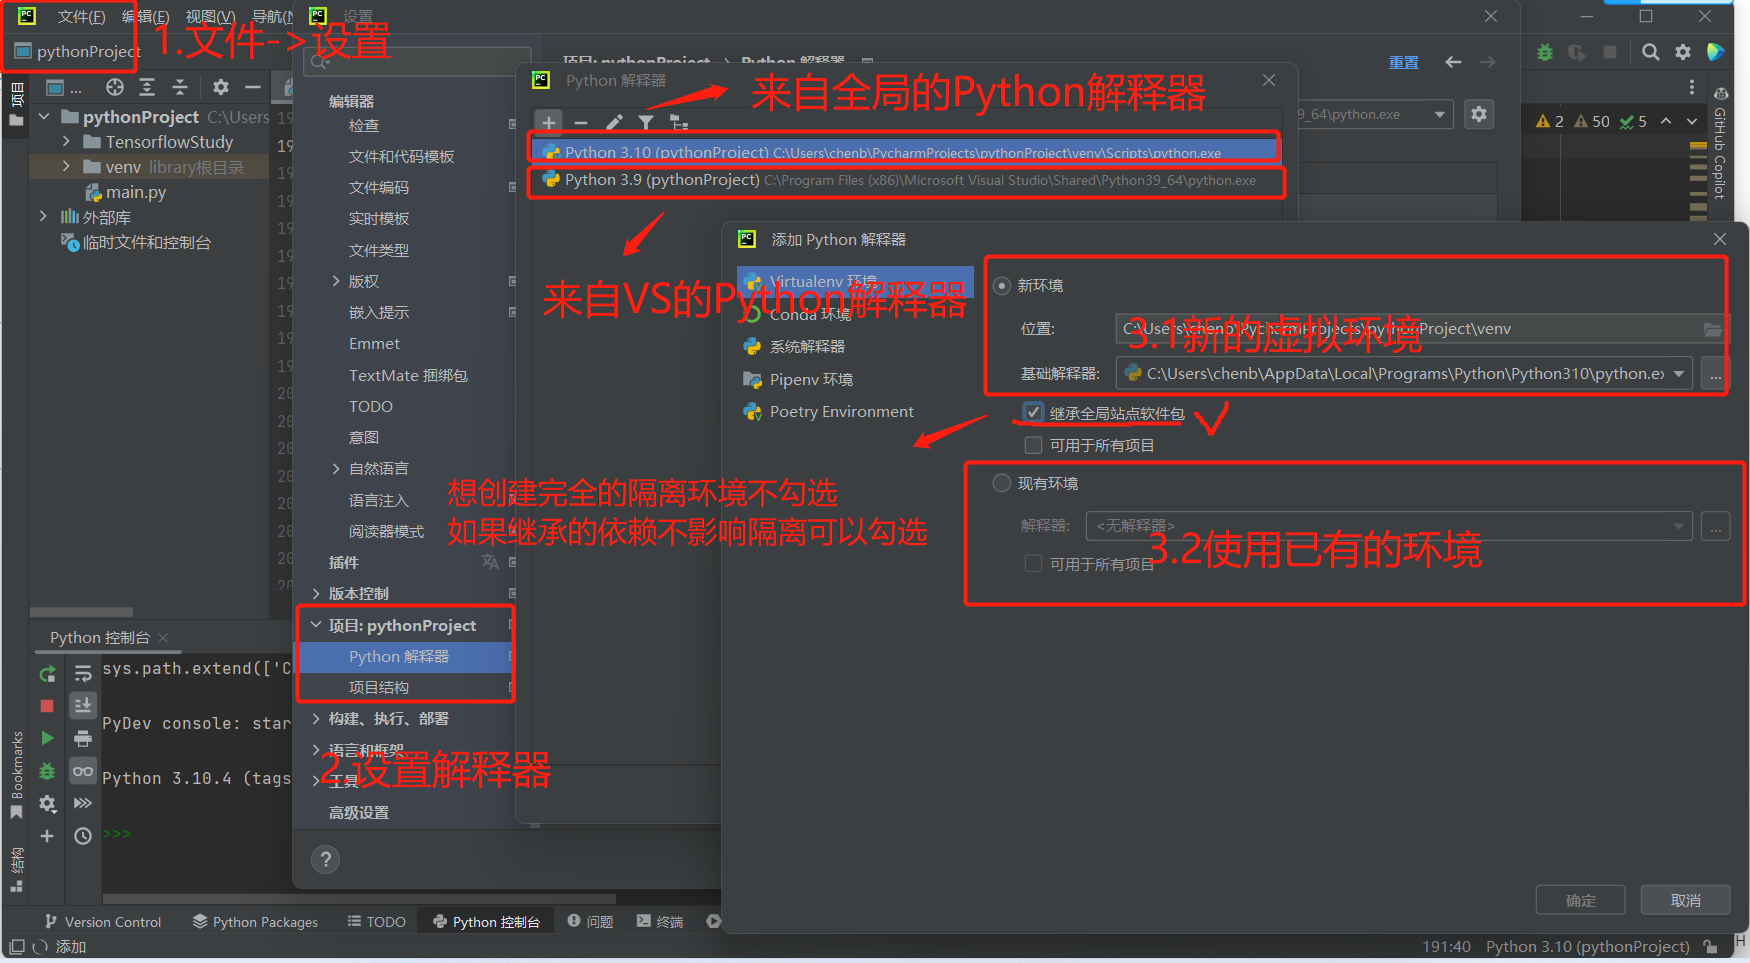 文件(F) 编辑(E) 视图(V) 导航(N
设置
1.文件->设置
pythonProject
项目
...
pythonProject C:\Users
TensorflowStudy
venv library根目录
main.py
外部库
临时文件和控制台
编辑器
检查
文件和代码模板
文件编码
实时模板
文件类型
版权
嵌入提示
Emmet
TextMate 捆绑包
TODO
意图
自然语言
语言注入
阅读器模式
插件
版本控制
项目: pythonProject
Python 解释器
项目结构
构建、执行、部署
语言和框架
工具
高级设置
2.设置解释器
?
项目: pythonProject › Python 解释器
重置
9_64\python.exe
2 50 5
GitHub Copilot
Python 解释器
来自全局的Python解释器
Python 3.10 (pythonProject) C:\Users\chenb\PycharmProjects\pythonProject\venv\Scripts\python.exe
Python 3.9 (pythonProject) C:\Program Files (x86)\Microsoft Visual Studio\Shared\Python39_64\python.exe
来自VS的Python解释器
添加 Python 解释器
Virtualenv 环境
Conda 环境
系统解释器
Pipenv 环境
Poetry Environment
新环境
位置: C:\Users\chenb\PycharmProjects\pythonProject\venv
3.1新的虚拟环境
基础解释器: C:\Users\chenb\AppData\Local\Programs\Python\Python310\python.ex
...
继承全局站点软件包
可用于所有项目
想创建完全的隔离环境不勾选
如果继承的依赖不影响隔离可以勾选
现有环境
解释器: <无解释器>
...
3.2使用已有的环境
可用于所有项目
确定
取消
Python 控制台
sys.path.extend(['C
PyDev console: star
Python 3.10.4 (tags
>>>
Bookmarks
结构
Version Control Python Packages TODO Python 控制台 问题 终端
添加
191:40 Python 3.10 (pythonProject)